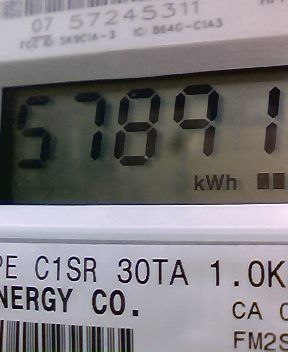 07 57245311
FCC ID: SK9C1A-3 IC: 864G-C1A3
57891
kWh
PE C1SR 30TA 1.0K
NERGY CO.
CA 0
FM2S